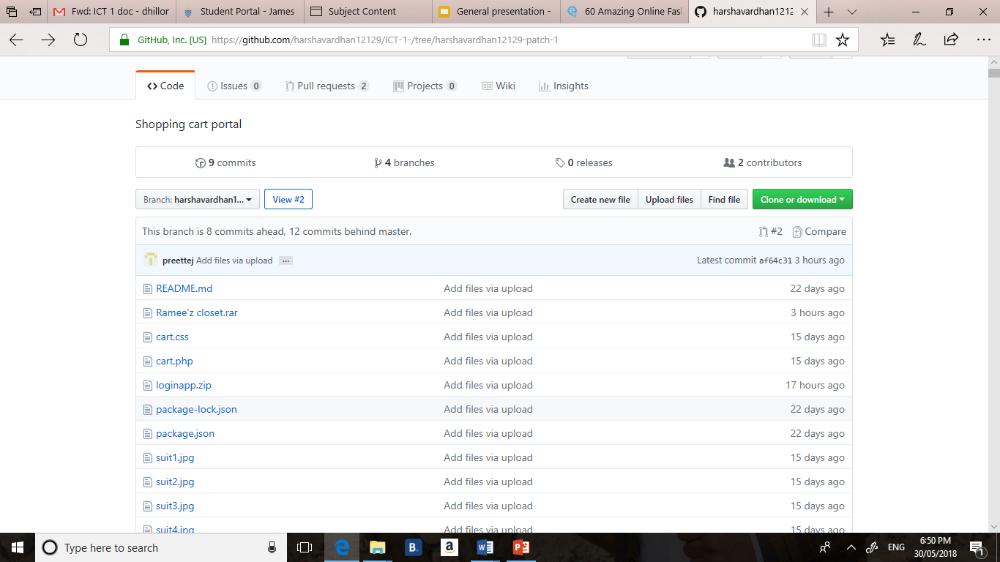 Fwd: ICT 1 doc - dhillor
Student Portal - James
Subject Content
General presentation -
60 Amazing Online Fas
harshavardhan1212
GitHub, Inc. [US] https://github.com/harshavardhan12129/ICT-1-/tree/harshavardhan12129-patch-1
Code
Issues 0
Pull requests 2
Projects 0
Wiki
Insights
Shopping cart portal
9 commits
4 branches
0 releases
2 contributors
Branch: harshavardhan1...
View #2
Create new file
Upload files
Find file
Clone or download
This branch is 8 commits ahead, 12 commits behind master.
#2
Compare
preettej Add files via upload ...
Latest commit af64c31 3 hours ago
README.md Add files via upload 22 days ago
Ramee'z closet.rar Add files via upload 3 hours ago
cart.css Add files via upload 15 days ago
cart.php Add files via upload 15 days ago
loginapp.zip Add files via upload 17 hours ago
package-lock.json Add files via upload 22 days ago
package.json Add files via upload 22 days ago
suit1.jpg Add files via upload 15 days ago
suit2.jpg Add files via upload 15 days ago
suit3.jpg Add files via upload 15 days ago
suit4.jpg Add files via upload 15 days ago
Type here to search
B.
a
ENG
6:50 PM
30/05/2018
1